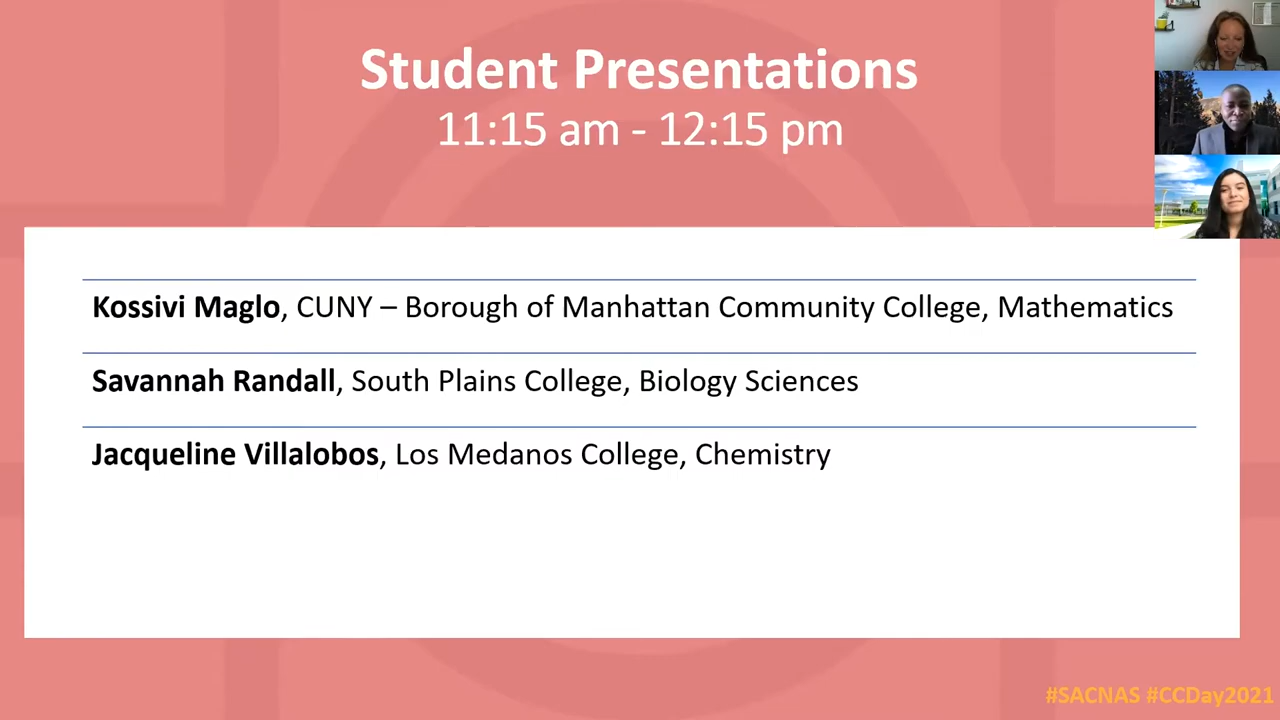 Student Presentations
11:15 am - 12:15 pm
Kossivi Maglo, CUNY – Borough of Manhattan Community College, Mathematics
Savannah Randall, South Plains College, Biology Sciences
Jacqueline Villalobos, Los Medanos College, Chemistry
#SACNAS #CCDay2021